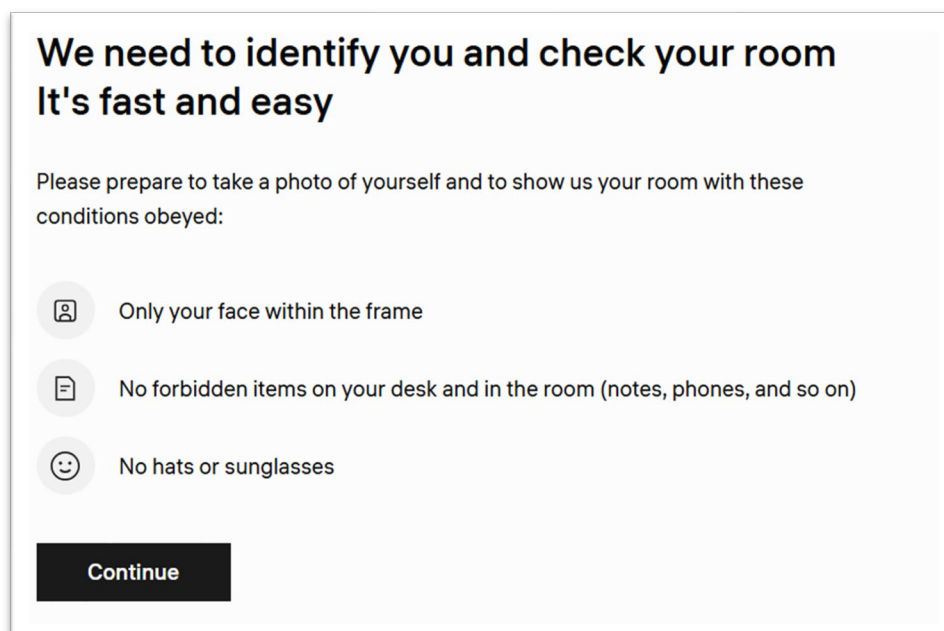 We need to identify you and check your room
It's fast and easy
Please prepare to take a photo of yourself and to show us your room with these
conditions obeyed:
Only your face within the frame
No forbidden items on your desk and in the room (notes, phones, and so on)
No hats or sunglasses
Continue